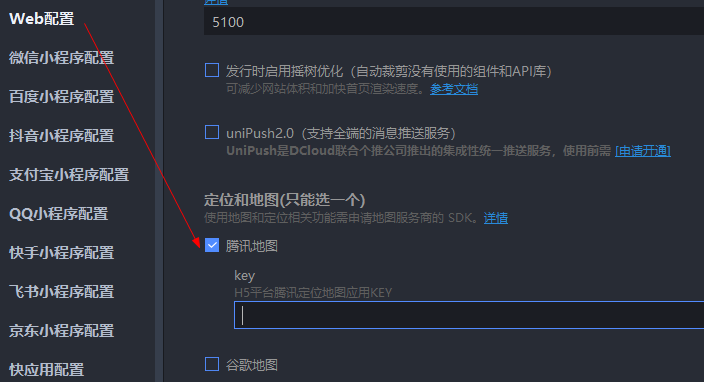 Web配置
微信小程序配置
百度小程序配置
抖音小程序配置
支付宝小程序配置
QQ小程序配置
快手小程序配置
飞书小程序配置
京东小程序配置
快应用配置
详情
5100
发行时启用摇树优化（自动裁剪没有使用的组件和API库）
可减少网站体积和加快首页渲染速度。参考文档
uniPush2.0（支持全端的消息推送服务）
UniPush是DCloud联合个推公司推出的集成性统一推送服务，使用前需 [申请开通]
定位和地图(只能选一个)
使用地图和定位相关功能需申请地图服务商的 SDK。详情
腾讯地图
key
H5平台腾讯定位地图应用KEY
谷歌地图